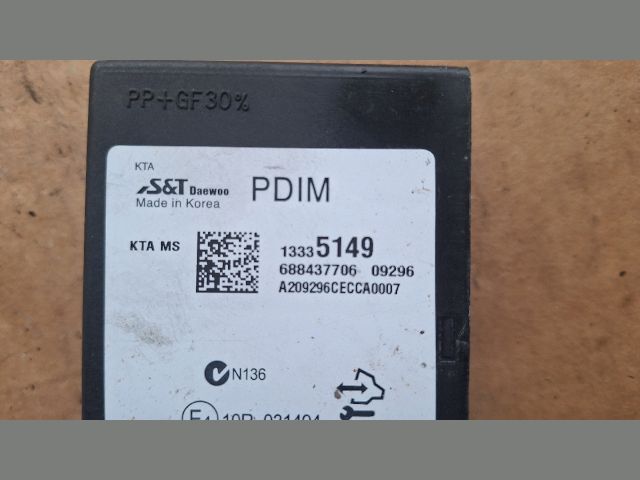 PP+GF30%
KTA
S&T Daewoo PDIM
Made in Korea
KTA MS
13335149
688437706 09296
A209296CECCA0007
N136